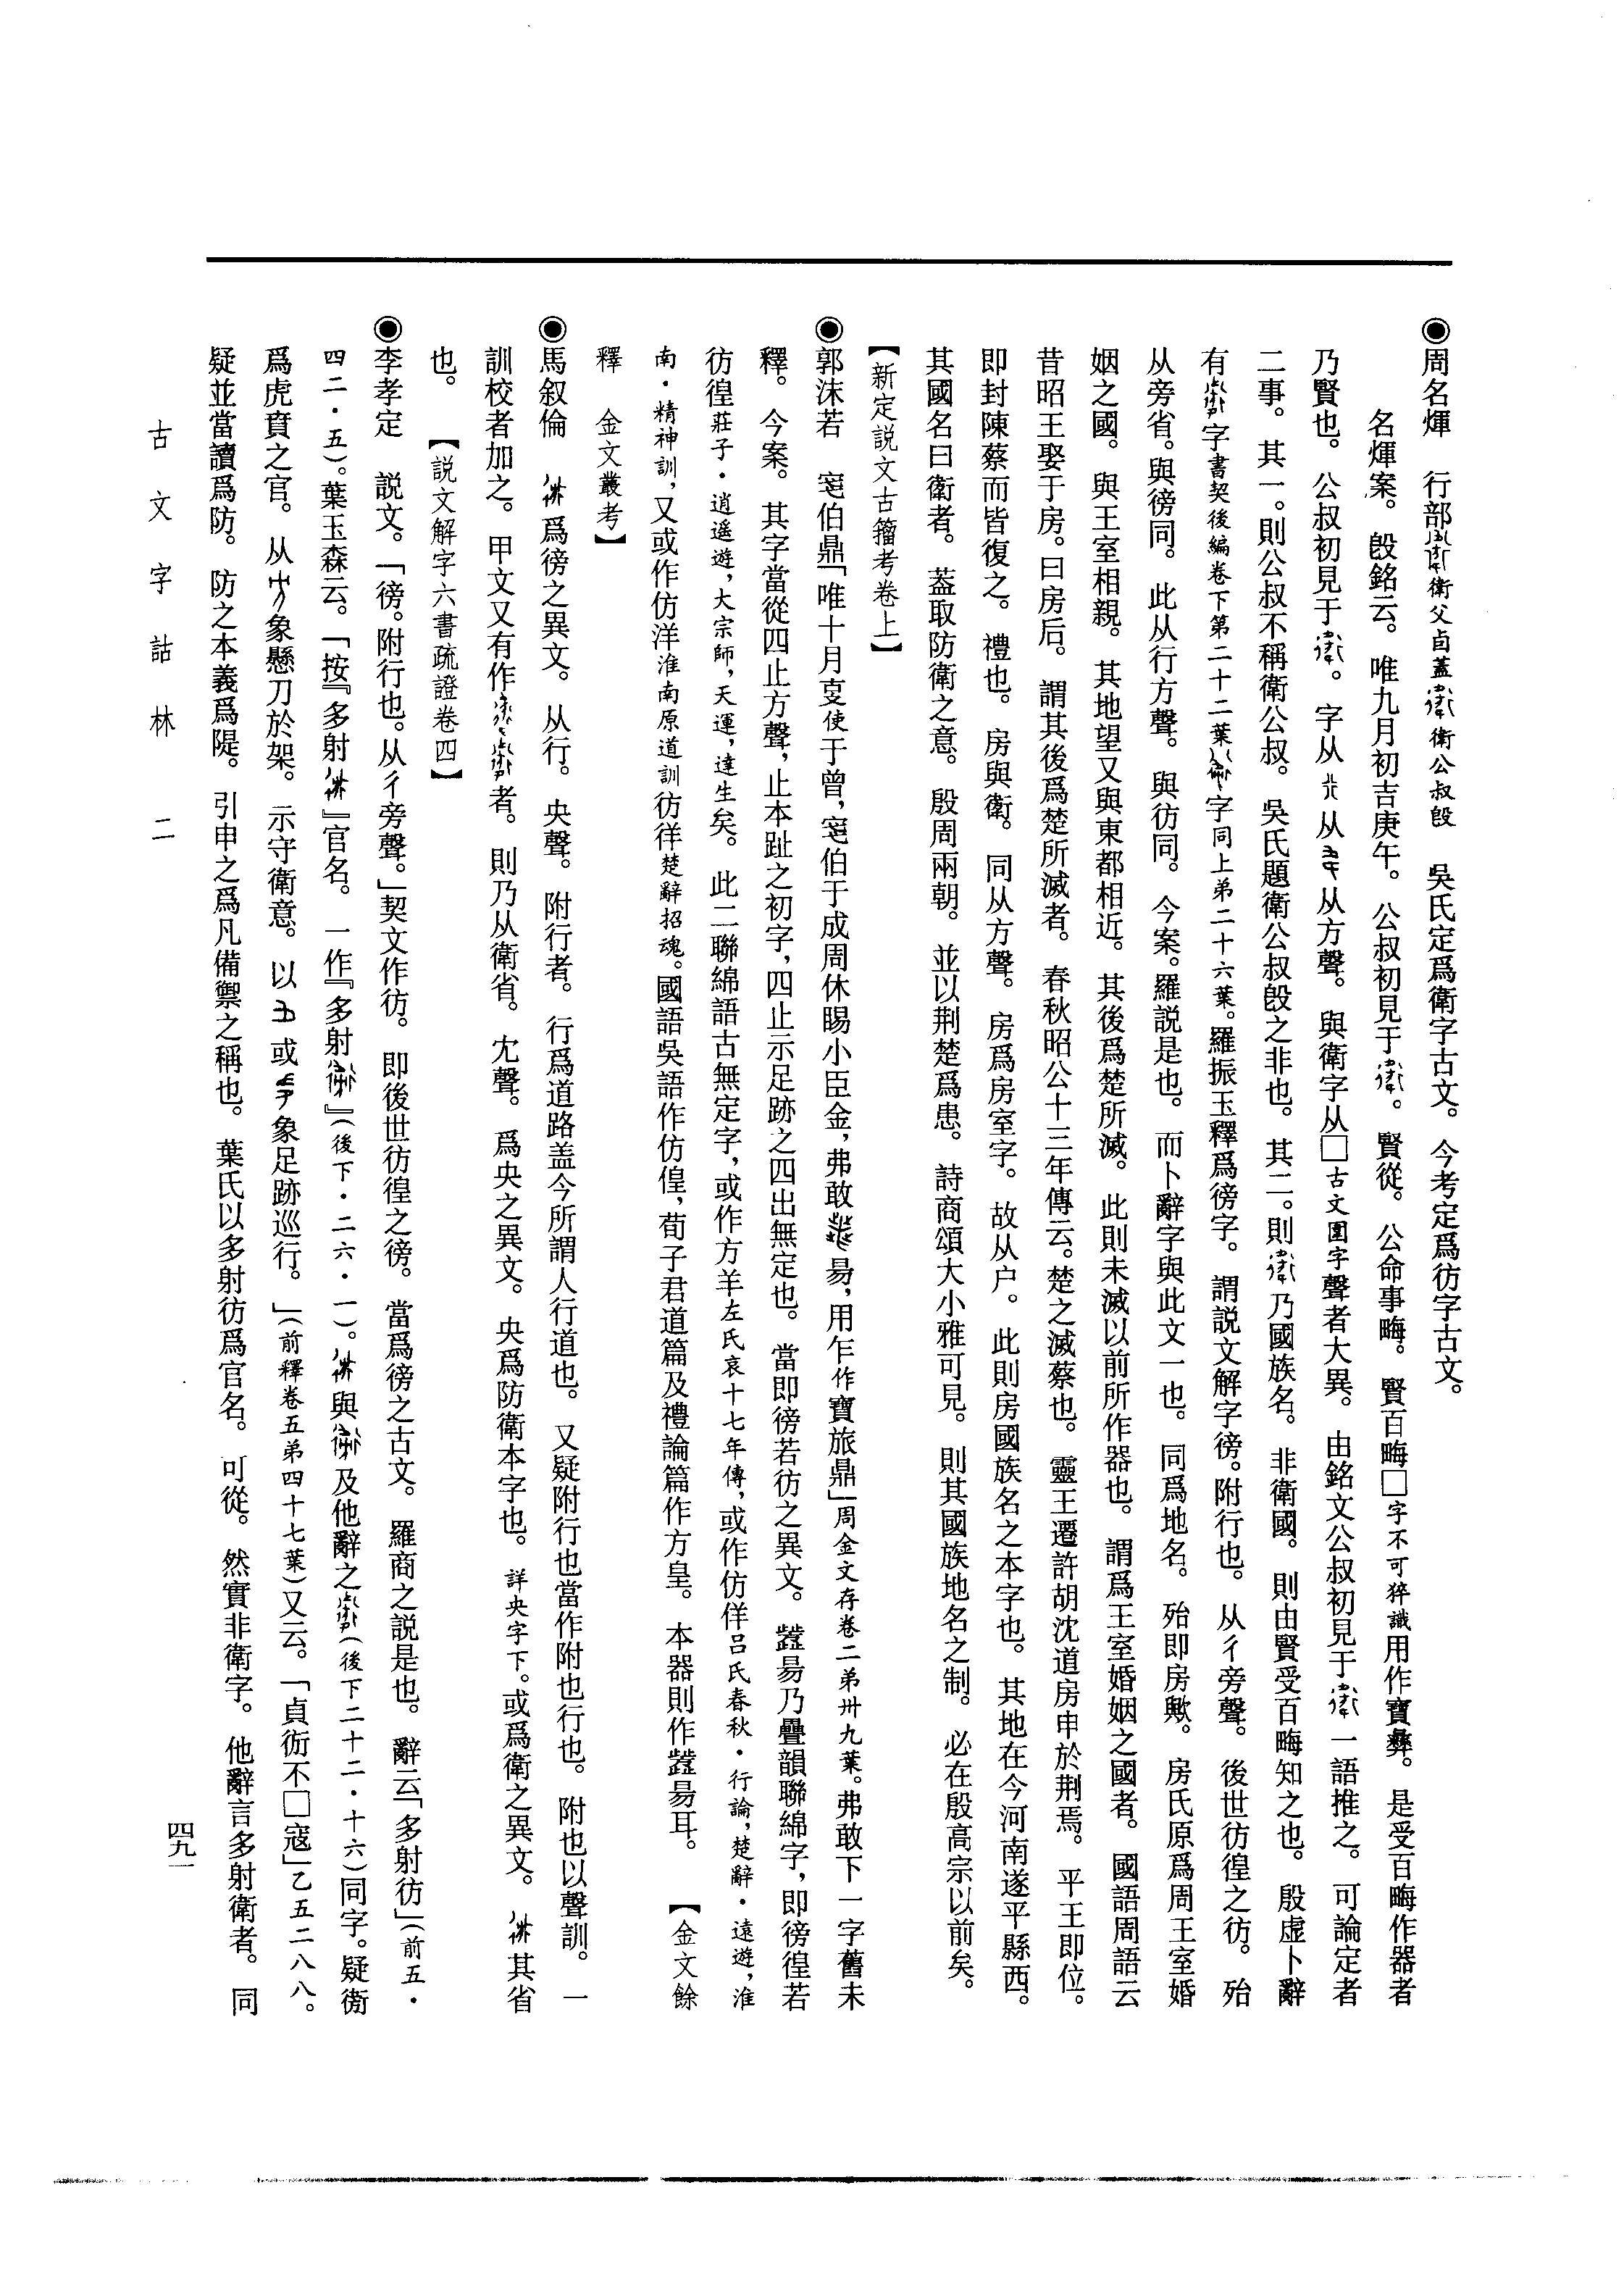 ◉周名煇　行部衛父卣蓋衛公叔𣪘　吳氏定爲衛字古文。今考定爲彷字古文。
名煇案。𣪘銘云。唯九月初吉庚午。公叔初見于。賢從。公命事晦。賢百晦□字不可猝識用作寶彝。是受百晦作器者
乃賢也。公叔初見于。字从从从方聲。與衛字从□古文圍字聲者大異。由銘文公叔初見于一語推之。可論定者
二事。其一。則公叔不稱衛公叔。吳氏題衛公叔𣪘之非也。其二。則乃國族名。非衛國。則由賢受百晦知之也。殷虛卜辭
有字書契後編卷下第二十二葉字同上弟二十六葉。羅振玉釋爲徬字。謂説文解字徬。附行也。从彳旁聲。後世彷徨之彷。殆
从旁省。與徬同。此从行方聲。與彷同。今案。羅説是也。而卜辭字與此文一也。同爲地名。殆即房歟。房氏原爲周王室婚
姻之國。與王室相親。其地望又與東都相近。其後爲楚所滅。此則未滅以前所作器也。謂爲王室婚姻之國者。國語周語云
昔昭王娶于房。曰房后。謂其後爲楚所滅者。春秋昭公十三年傳云。楚之滅蔡也。靈王遷許胡沈道房申於荆焉。平王即位。
即封陳蔡而皆復之。禮也。房與衛。同从方聲。房爲房室字。故从户。此則房國族名之本字也。其地在今河南遂平縣西。
其國名曰衛者。葢取防衛之意。殷周兩朝。並以荆楚爲患。詩商頌大小雅可見。則其國族地名之制。必在殷高宗以前矣。
【新定説文古籀考卷上】
◉郭沫若　𡧛伯鼎「唯十月叓使于曾，𡧛伯于成周休賜小臣金，弗敢昜，用乍作寶旅鼎」周金文存卷二弟卅九葉。弗敢下一字舊未
釋。今案。其字當從四止方聲，止本趾之初字，四止示足跡之四出無定也。當即徬若彷之異文。昜乃疊韻聯綿字，即徬徨若
彷徨莊子·逍遙遊，大宗師，天運，達生矣。此二聯綿語古無定字，或作方羊左氏哀十七年傳，或作仿佯呂氏春秋·行論，楚辭·遠遊，淮
南·精神訓，又或作仿洋淮南原道訓彷徉楚辭招魂。國語吳語作仿偟，荀子君道篇及禮論篇作方皇。本器則作昜耳。【金文餘
釋　金文叢考】
◉馬叙倫　爲徬之異文。从行。央聲。附行者。行爲道路盖今所謂人行道也。又疑附行也當作附也行也。附也以聲訓。一
訓校者加之。甲文又有作者。則乃从衛省。尢聲。爲央之異文。央爲防衛本字也。詳央字下。或爲衛之異文。其省
也。【説文解字六書疏證卷四】
◉李孝定　説文。「徬。附行也。从彳旁聲。」契文作彷。即後世彷徨之徬。當爲徬之古文。羅商之説是也。辭云「多射彷」（前五·
四二·五）。葉玉森云。「按『多射』官名。一作『多射』（後下·二六·一）。與及他辭之（後下二十二·十六）同字。疑衛
爲虎賁之官。从象懸刀於架。示守衛意。以或象足跡巡行。」（前釋卷五弟四十七葉）又云。「貞𧗿不□寇」乙五二八八。
疑並當讀爲防。防之本義爲隄。引申之爲凡備禦之稱也。葉氏以多射彷爲官名。可從。然實非衛字。他辭言多射衛者。同
古文字詁林　二
四九一